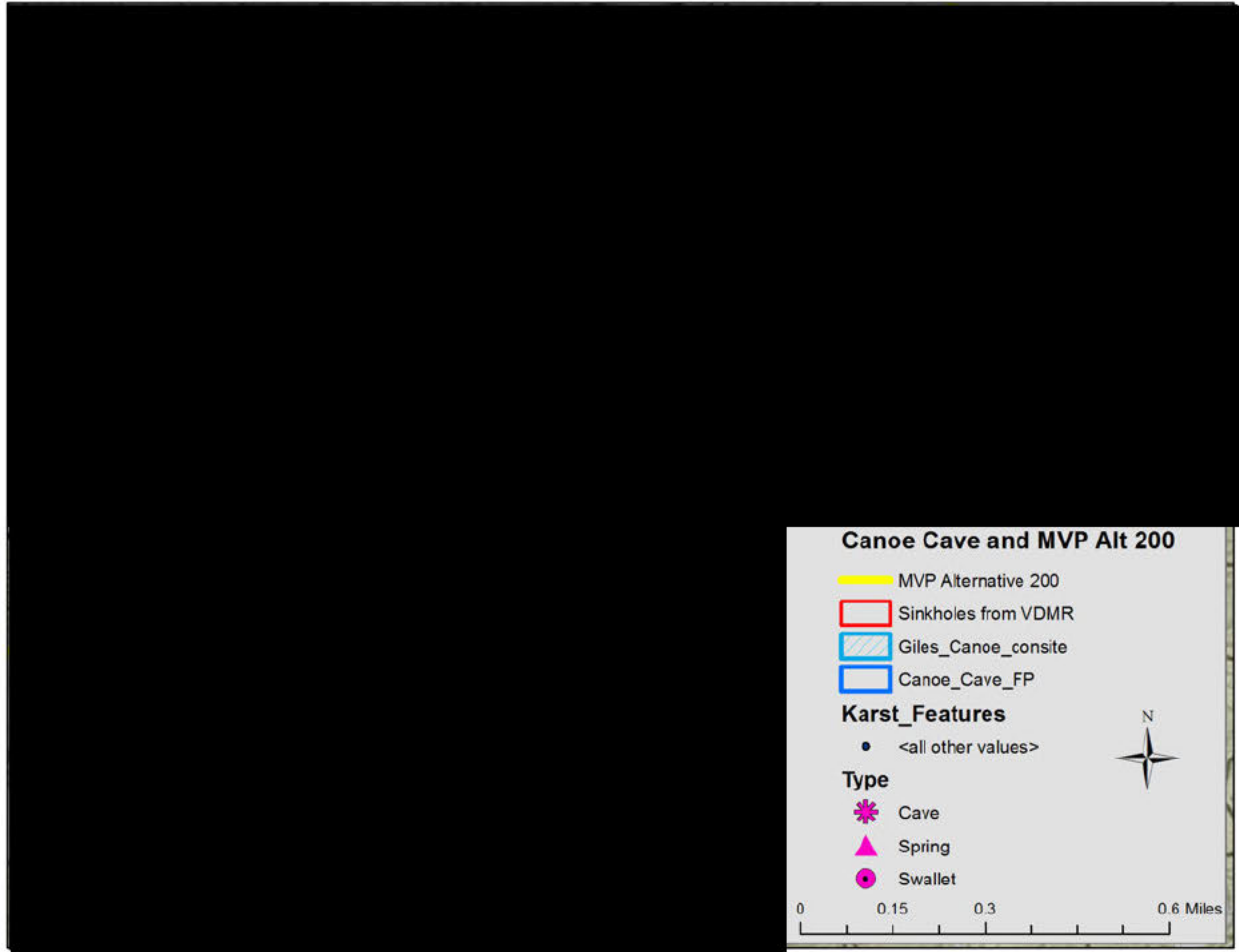 Canoe Cave and MVP Alt 200
MVP Alternative 200
Sinkholes from VDMR
Giles_Canoe_consite
Canoe_Cave_FP
Karst_Features
N
<all other values>
Type
Cave
Spring
Swallet
0 0.15 0.3 0.6 Miles